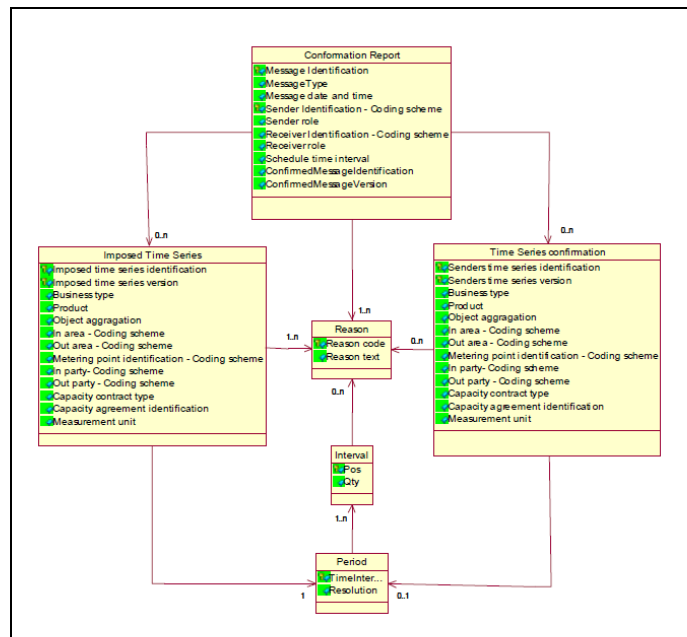 Conformation Report
Message Identification
MessageType
Message date and time
Sender Identification - Coding scheme
Sender role
Receiver Identification - Coding scheme
Receiver role
Schedule time interval
ConfirmedMessageIdentification
ConfirmedMessageVersion
0..n
0..n
Imposed Time Series
Imposed time series identification
Imposed time series version
Business type
Product
Object aggragation
In area - Coding scheme
Out area - Coding scheme
Metering point identification - Coding scheme
In party- Coding scheme
Out party - Coding scheme
Capacity contract type
Capacity agreement identification
Measurement unit
Time Series confirmation
Senders time series identification
Senders time series version
Business type
Product
Object aggragation
In area - Coding scheme
Out area - Coding scheme
Metering point identification - Coding scheme
In party - Coding scheme
Out party - Coding scheme
Capacity contract type
Capacity agreement identification
Measurement unit
1..n
1..n
Reason
Reason code
Reason text
0..n
0..n
Interval
Pos
Qty
1..n
Period
TimeInter...
Resolution
1
0..1